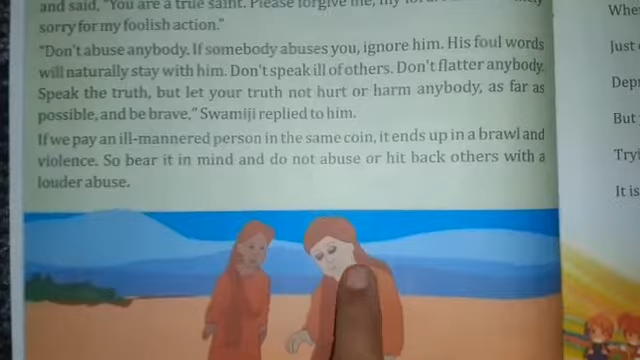 and said, "You are a true saint. Please forgive me, my
sorry for my foolish action."
"Don't abuse anybody. If somebody abuses you, ignore him. His foul words
will naturally stay with him. Don't speak ill of others. Don't flatter anybody.
Speak the truth, but let your truth not hurt or harm anybody, as far as
possible, and be brave." Swamiji replied to him.
If we pay an ill-mannered person in the same coin, it ends up in a brawl and
violence. So bear it in mind and do not abuse or hit back others with a
louder abuse.
Just
But
It is